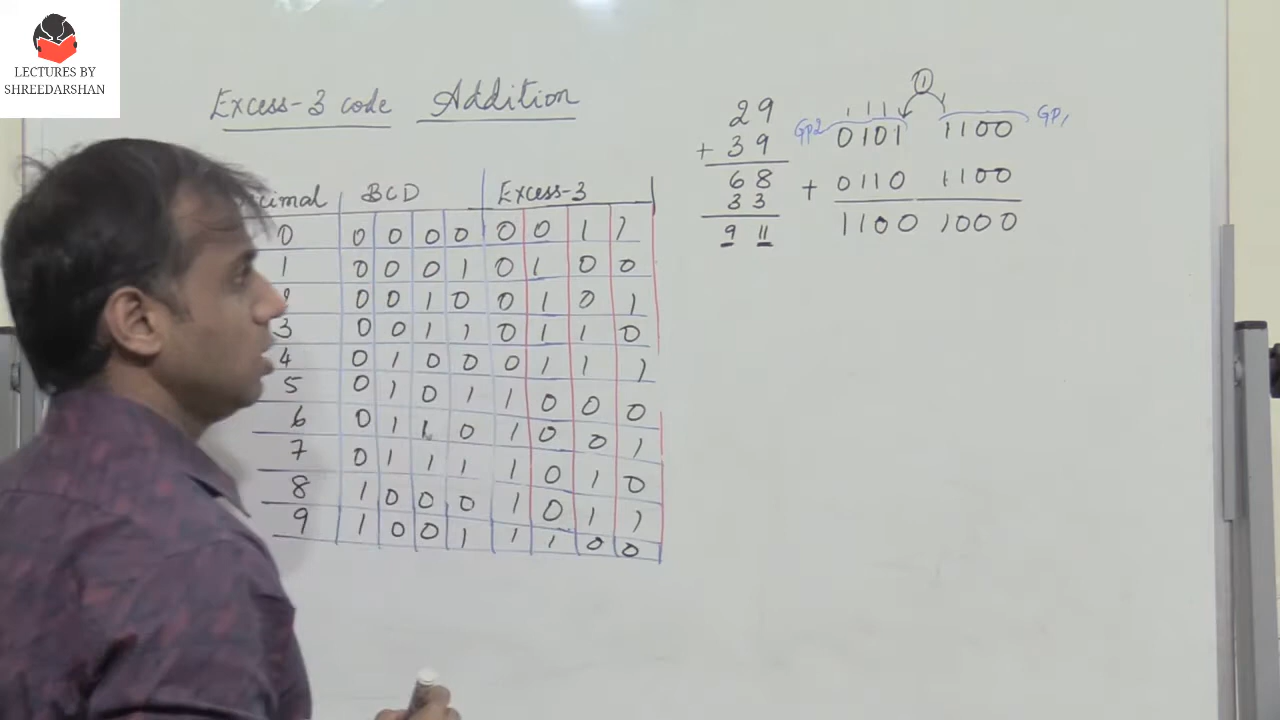 LECTURES BY
SHREEDARSHAN
Excess-3 code Addition
cimal BCD Excess-3
0 0 0 0 0 0 0 1 1
1 0 0 0 1 0 1 0 0
0 0 1 0 0 1 0 1
3 0 0 1 1 0 1 1 0
4 0 1 0 0 0 1 1 1
5 0 1 0 1 1 0 0 0
6 0 1 1 0 1 0 0 1
7 0 1 1 1 1 0 1 0
8 1 0 0 0 1 0 1 1
9 1 0 0 1 1 1 0 0
29
+ 39
68
33
9 11
1
1 1 1 1
GP2 0101 1100 GP1
+ 0110 1100
1100 1000